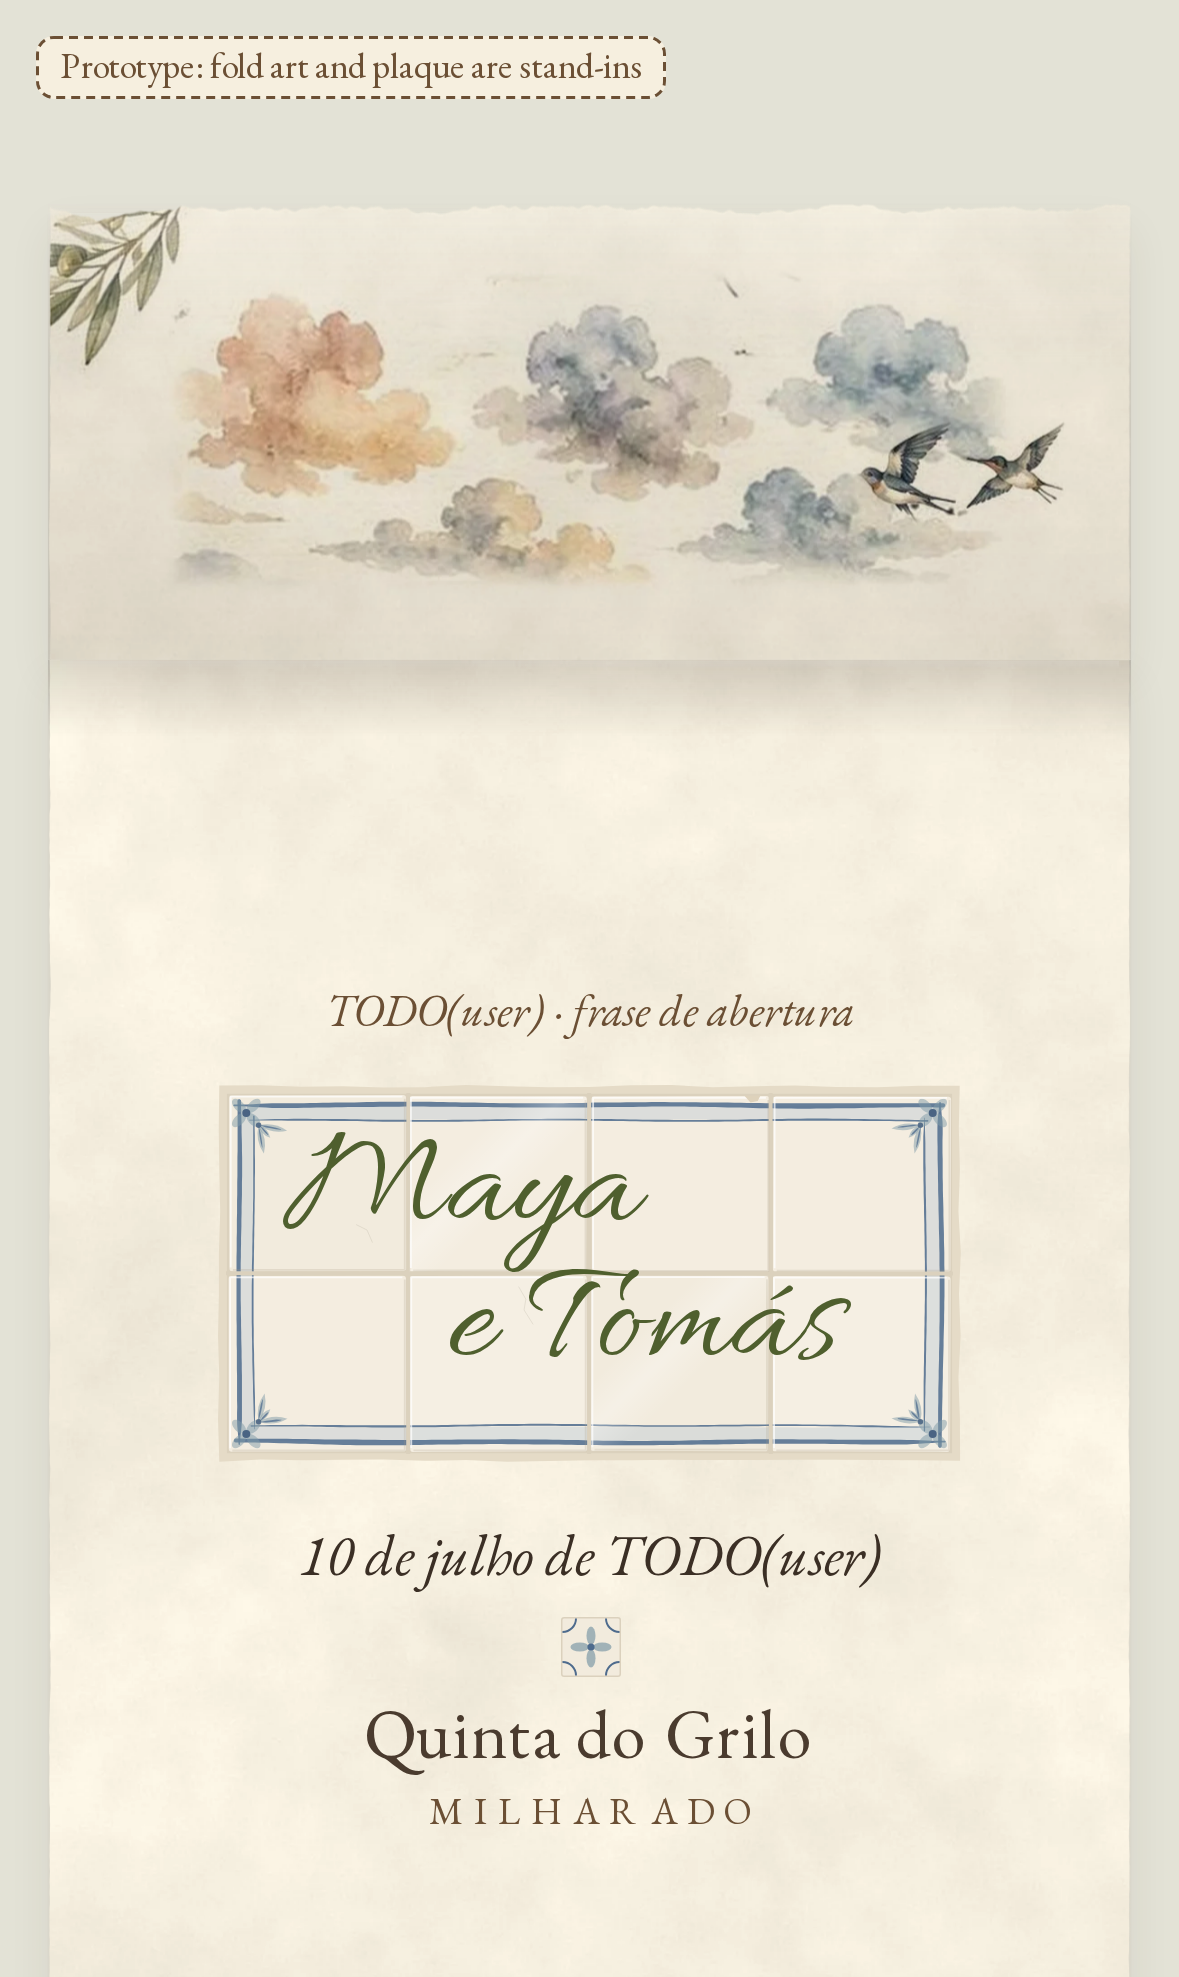 Prototype: fold art and plaque are stand-ins
TODO(user) · frase de abertura
Maya
e Tomás
10 de julho de TODO(user)
Quinta do Grilo
MILHARADO